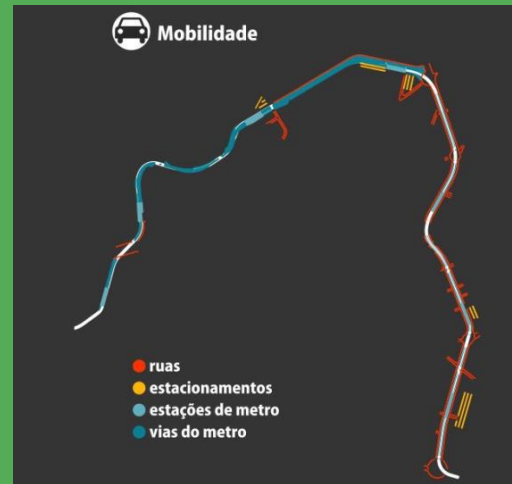 Mobilidade
ruas
estacionamentos
estações de metro
vias do metro